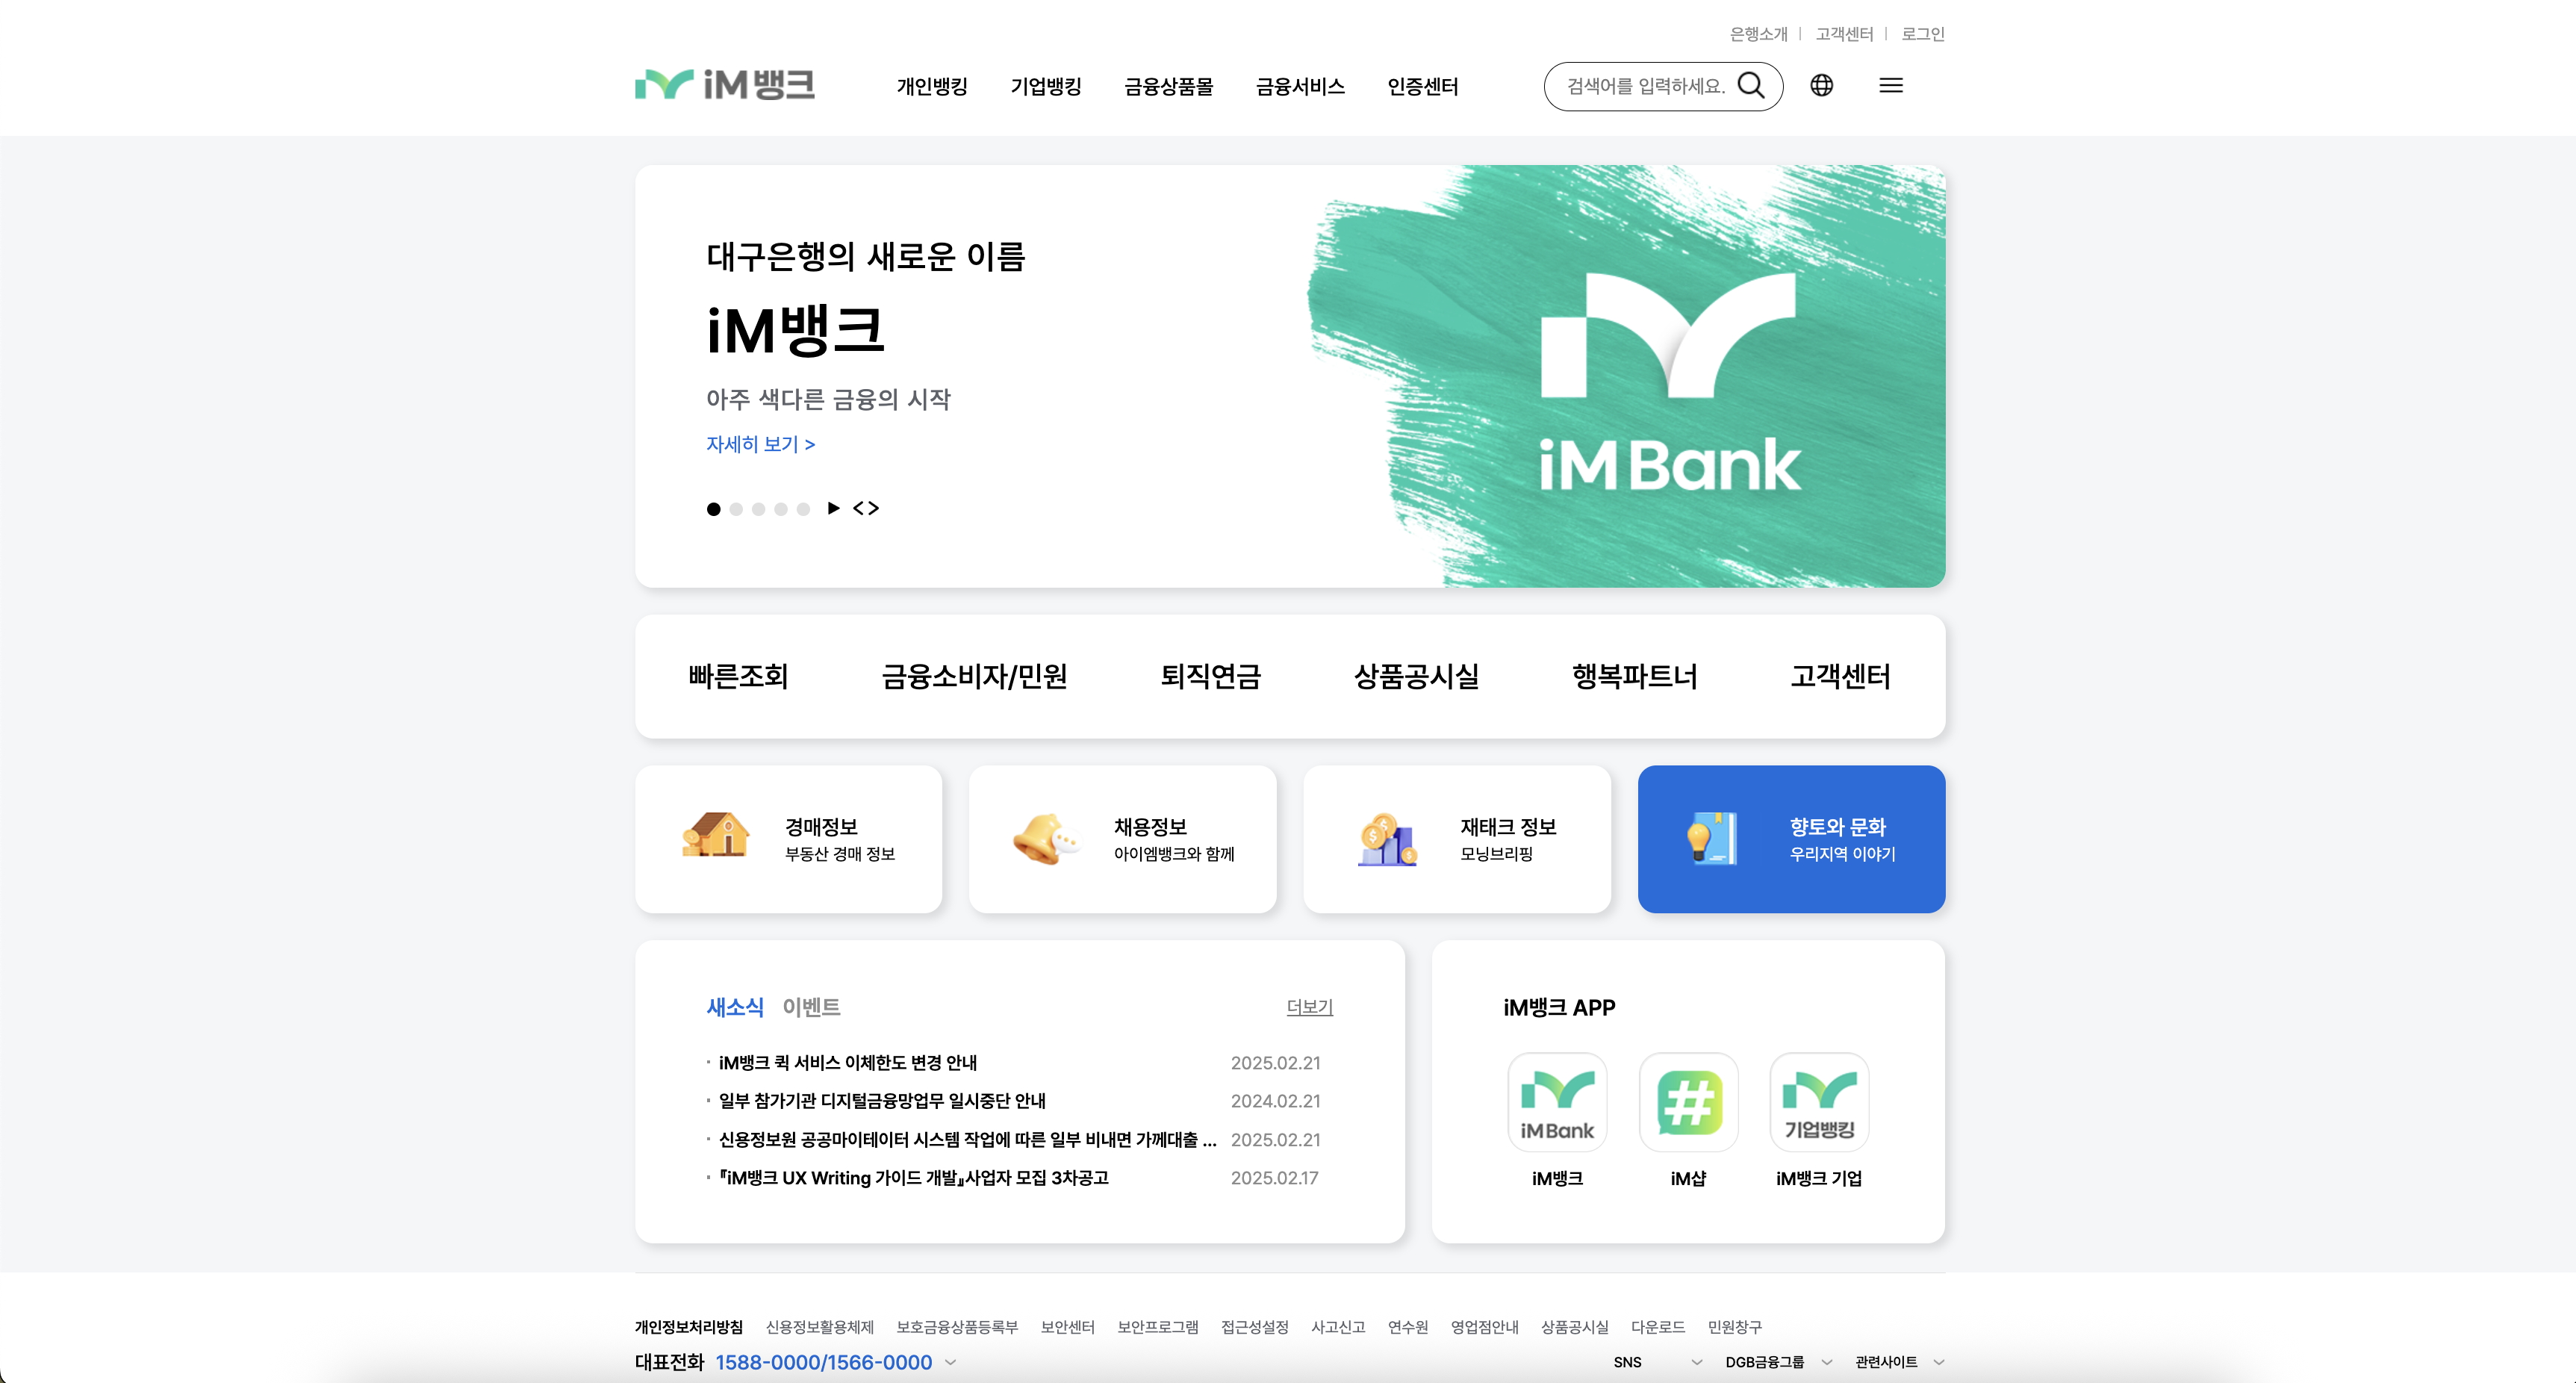 은행소개 | 고객센터 | 로그인
iM뱅크 개인뱅킹 기업뱅킹 금융상품몰 금융서비스 인증센터 검색어를 입력하세요.
대구은행의 새로운 이름
iM뱅크
아주 색다른 금융의 시작
자세히 보기 >
iM Bank
빠른조회 금융소비자/민원 퇴직연금 상품공시실 행복파트너 고객센터
경매정보
부동산 경매 정보
채용정보
아이엠뱅크와 함께
재태크 정보
모닝브리핑
향토와 문화
우리지역 이야기
새소식 이벤트 더보기
· iM뱅크 퀵 서비스 이체한도 변경 안내 2025.02.21
· 일부 참가기관 디지털금융망업무 일시중단 안내 2024.02.21
· 신용정보원 공공마이테이터 시스템 작업에 따른 일부 비내면 가께대출 ... 2025.02.21
· 『iM뱅크 UX Writing 가이드 개발』사업자 모집 3차공고 2025.02.17
iM뱅크 APP
iM Bank
iM뱅크
#
iM샵
기업뱅킹
iM뱅크 기업
개인정보처리방침 신용정보활용체제 보호금융상품등록부 보안센터 보안프로그램 접근성설정 사고신고 연수원 영업점안내 상품공시실 다운로드 민원창구
대표전화 1588-0000/1566-0000 SNS DGB금융그룹 관련사이트